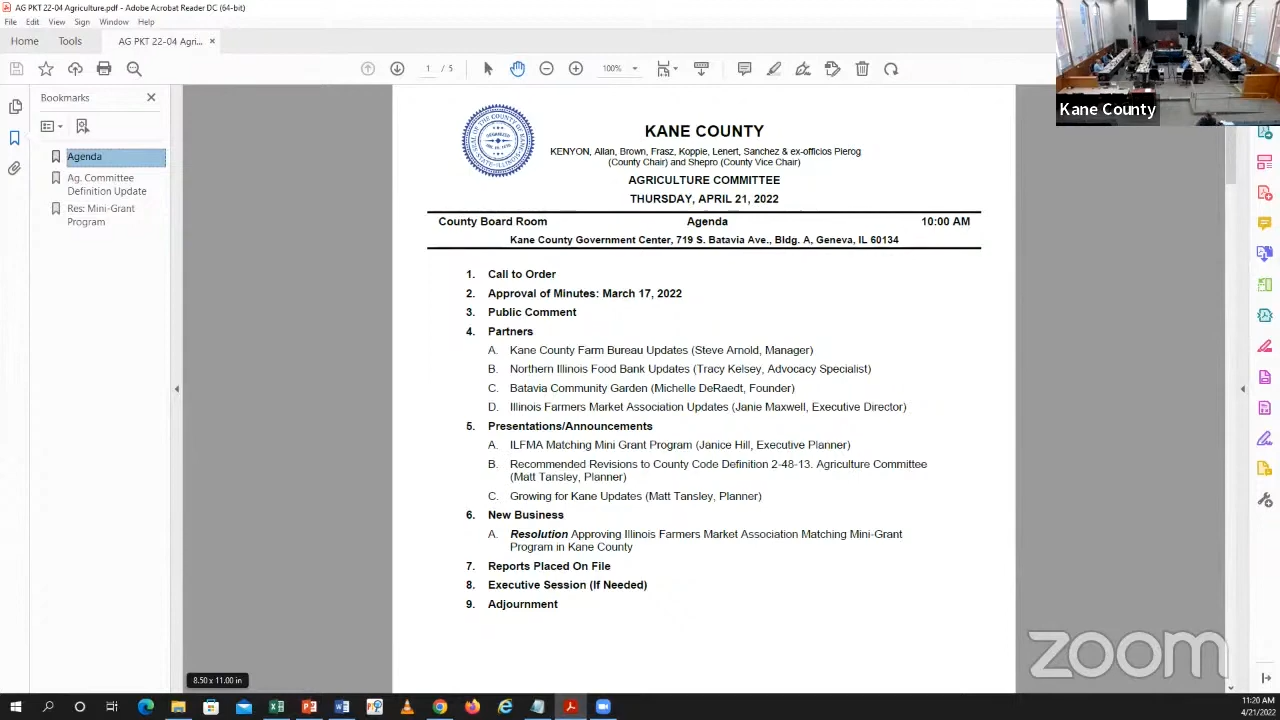 AG PKT 22-04 Agriculture.pdf - Adobe Acrobat Reader DC (64-bit)
File Edit View Sign Window Help
Home Tools AG PKT 22-04 Agri... ×
1 / 5 100%
Kane County
Bookmarks
Agenda
Ag. Committee
Definition Update
Res: Mini-Grant
Program
KANE COUNTY
KENYON, Allan, Brown, Frasz, Kopple, Lenert, Sanchez & ex-officios Pierog
(County Chair) and Shepro (County Vice Chair)
AGRICULTURE COMMITTEE
THURSDAY, APRIL 21, 2022
County Board Room Agenda 10:00 AM
Kane County Government Center, 719 S. Batavia Ave., Bldg. A, Geneva, IL 60134
1. Call to Order
2. Approval of Minutes: March 17, 2022
3. Public Comment
4. Partners
A. Kane County Farm Bureau Updates (Steve Arnold, Manager)
B. Northern Illinois Food Bank Updates (Tracy Kelsey, Advocacy Specialist)
C. Batavia Community Garden (Michelle DeRaedt, Founder)
D. Illinois Farmers Market Association Updates (Janie Maxwell, Executive Director)
5. Presentations/Announcements
A. ILFMA Matching Mini Grant Program (Janice Hill, Executive Planner)
B. Recommended Revisions to County Code Definition 2-48-13. Agriculture Committee
(Matt Tansley, Planner)
C. Growing for Kane Updates (Matt Tansley, Planner)
6. New Business
A. Resolution Approving Illinois Farmers Market Association Matching Mini-Grant
Program in Kane County
7. Reports Placed On File
8. Executive Session (If Needed)
9. Adjournment
zoom
8.50 x 11.00 in
11:20 AM
4/21/2022